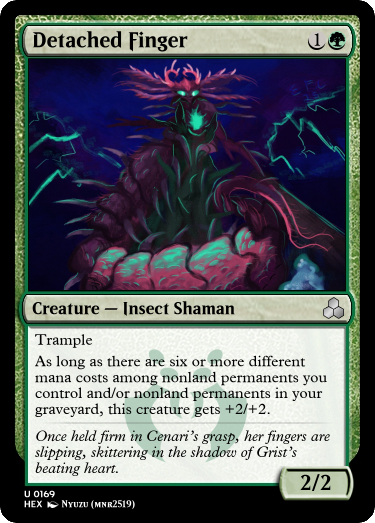 Detached Finger 1
Creature — Insect Shaman
Trample
As long as there are six or more different
mana costs among nonland permanents you
control and/or nonland permanents in your
graveyard, this creature gets +2/+2.
Once held firm in Cenari's grasp, her fingers are
slipping, skittering in the shadow of Grist's
beating heart.
2/2
U 0169
HEX Nyuzu (mnr2519)